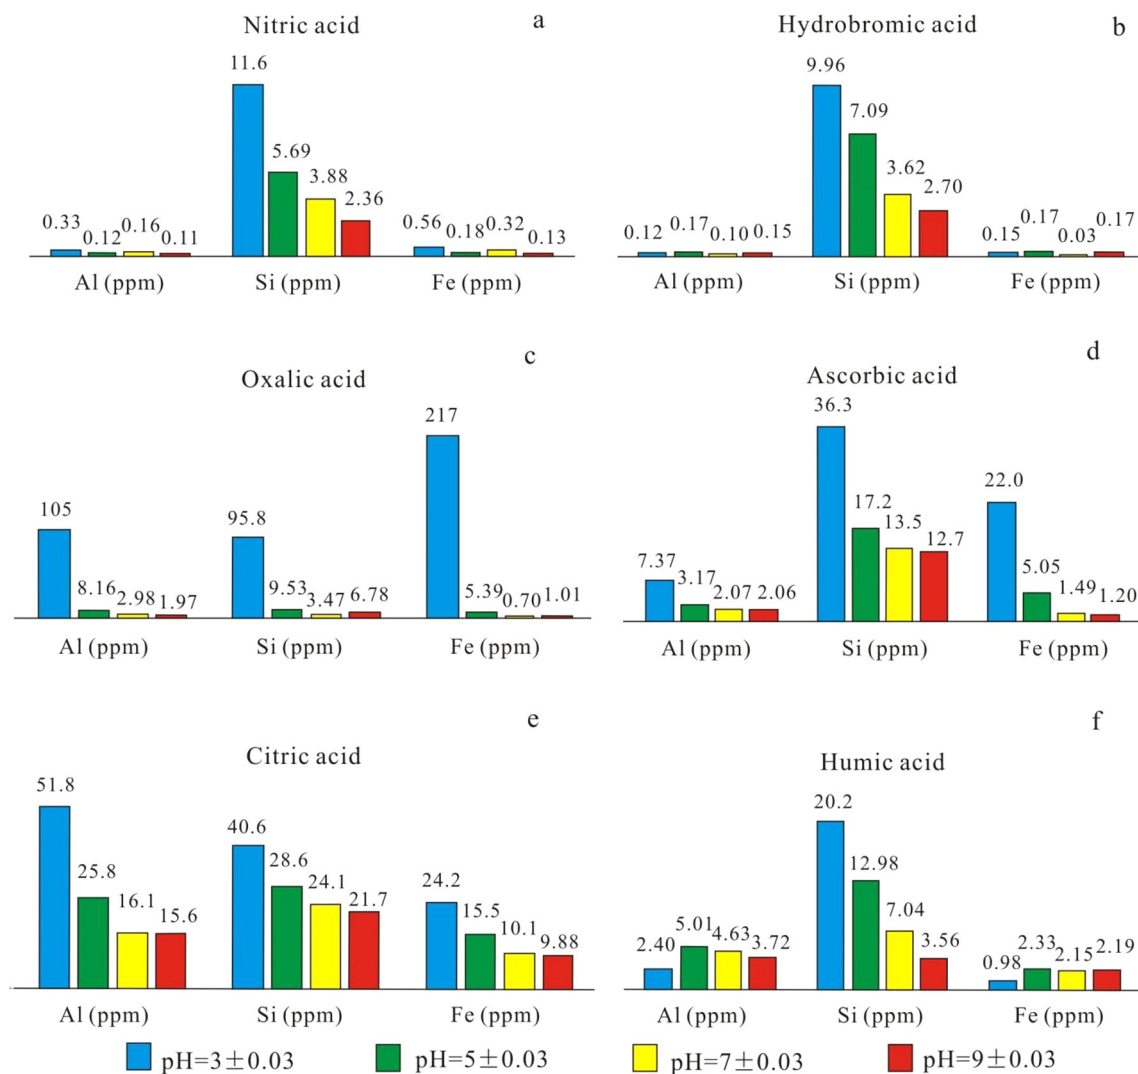 Nitric acid a
11.6
5.69
3.88
2.36
0.33 0.12 0.16 0.11
0.56 0.18 0.32 0.13
Al (ppm) Si (ppm) Fe (ppm)
Hydrobromic acid b
9.96
7.09
3.62
2.70
0.12 0.17 0.10 0.15
0.15 0.17 0.03 0.17
Al (ppm) Si (ppm) Fe (ppm)
Oxalic acid c
217
105
95.8
8.16 2.98 1.97
9.53 3.47 6.78
5.39 0.70 1.01
Al (ppm) Si (ppm) Fe (ppm)
Ascorbic acid d
36.3
22.0
17.2
13.5
12.7
7.37 3.17 2.07 2.06
5.05 1.49 1.20
Al (ppm) Si (ppm) Fe (ppm)
Citric acid e
51.8
25.8
16.1 15.6
40.6
28.6
24.1
21.7
24.2
15.5
10.1 9.88
Al (ppm) Si (ppm) Fe (ppm)
Humic acid f
20.2
12.98
7.04
3.56
2.40 5.01 4.63 3.72
0.98 2.33 2.15 2.19
Al (ppm) Si (ppm) Fe (ppm)
pH=3±0.03 pH=5±0.03 pH=7±0.03 pH=9±0.03